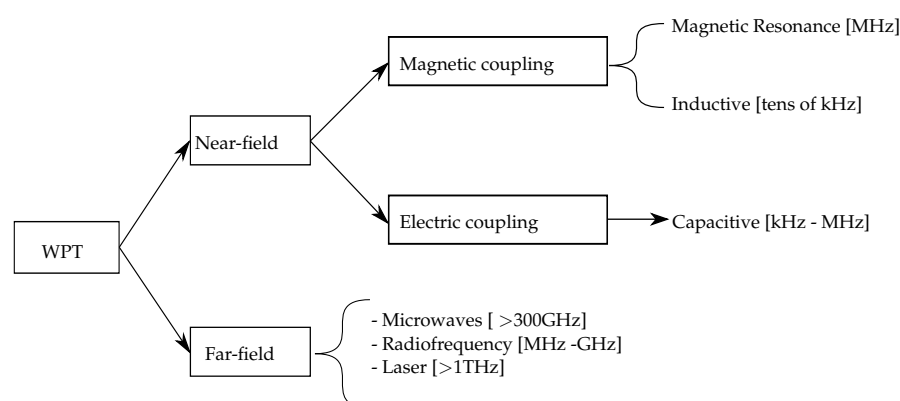 Magnetic Resonance [MHz]
Magnetic coupling
Inductive [tens of kHz]
Near-field
Electric coupling
Capacitive [kHz - MHz]
WPT
Far-field
- Microwaves [ >300GHz]
- Radiofrequency [MHz -GHz]
- Laser [>1THz]